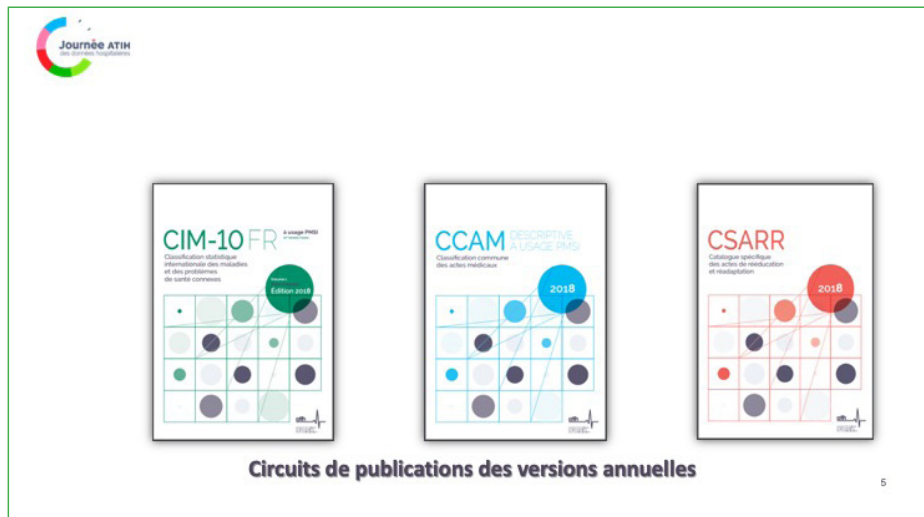 Journée ATIH
des données hospitalières
CIM-10 FR
à usage PMSI
Classification statistique
internationale des maladies
et des problèmes
de santé connexes
Volume 1
Édition 2018
CCAM DESCRIPTIVE
À USAGE PMSI
Classification commune
des actes médicaux
2018
CSARR
Catalogue spécifique
des actes de rééducation
et réadaptation
2018
Circuits de publications des versions annuelles
5